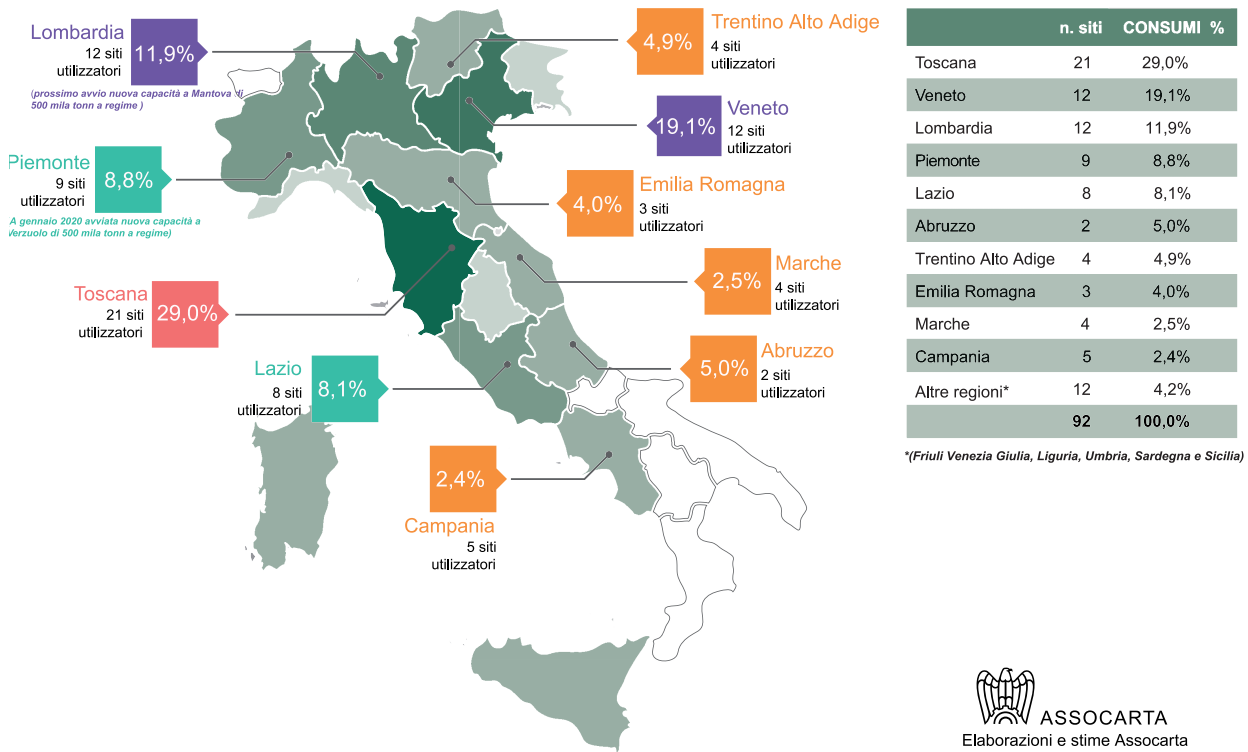 Lombardia
12 siti
utilizzatori
11,9%
(prossimo avvio nuova capacità a Mantova di
500 mila tonn a regime )
Piemonte
9 siti
utilizzatori
8,8%
(A gennaio 2020 avviata nuova capacità a
Verzuolo di 500 mila tonn a regime)
Toscana
21 siti
utilizzatori
29,0%
Lazio
8 siti
utilizzatori
8,1%
2,4%
Campania
5 siti
utilizzatori
4,9%
Trentino Alto Adige
4 siti
utilizzatori
19,1%
Veneto
12 siti
utilizzatori
4,0%
Emilia Romagna
3 siti
utilizzatori
2,5%
Marche
4 siti
utilizzatori
5,0%
Abruzzo
2 siti
utilizzatori
n. siti CONSUMI %
Toscana 21 29,0%
Veneto 12 19,1%
Lombardia 12 11,9%
Piemonte 9 8,8%
Lazio 8 8,1%
Abruzzo 2 5,0%
Trentino Alto Adige 4 4,9%
Emilia Romagna 3 4,0%
Marche 4 2,5%
Campania 5 2,4%
Altre regioni* 12 4,2%
92 100,0%
*(Friuli Venezia Giulia, Liguria, Umbria, Sardegna e Sicilia)
ASSOCARTA
Elaborazioni e stime Assocarta